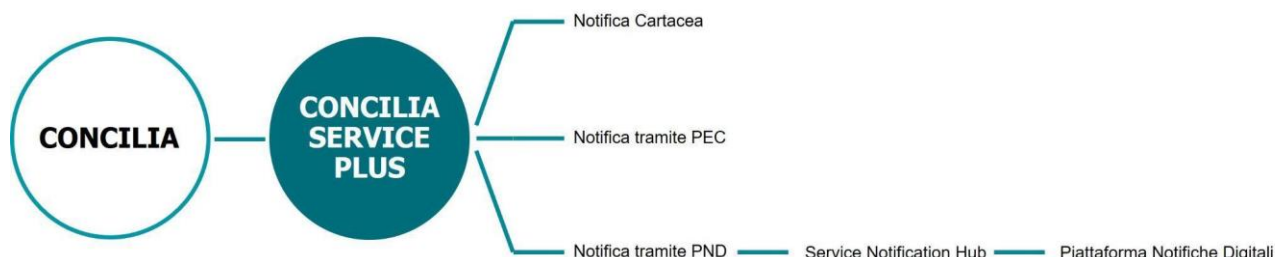 CONCILIA
CONCILIA
SERVICE
PLUS
Notifica Cartacea
Notifica tramite PEC
Notifica tramite PND
Service Notification Hub
Piattaforma Notifiche Digitali